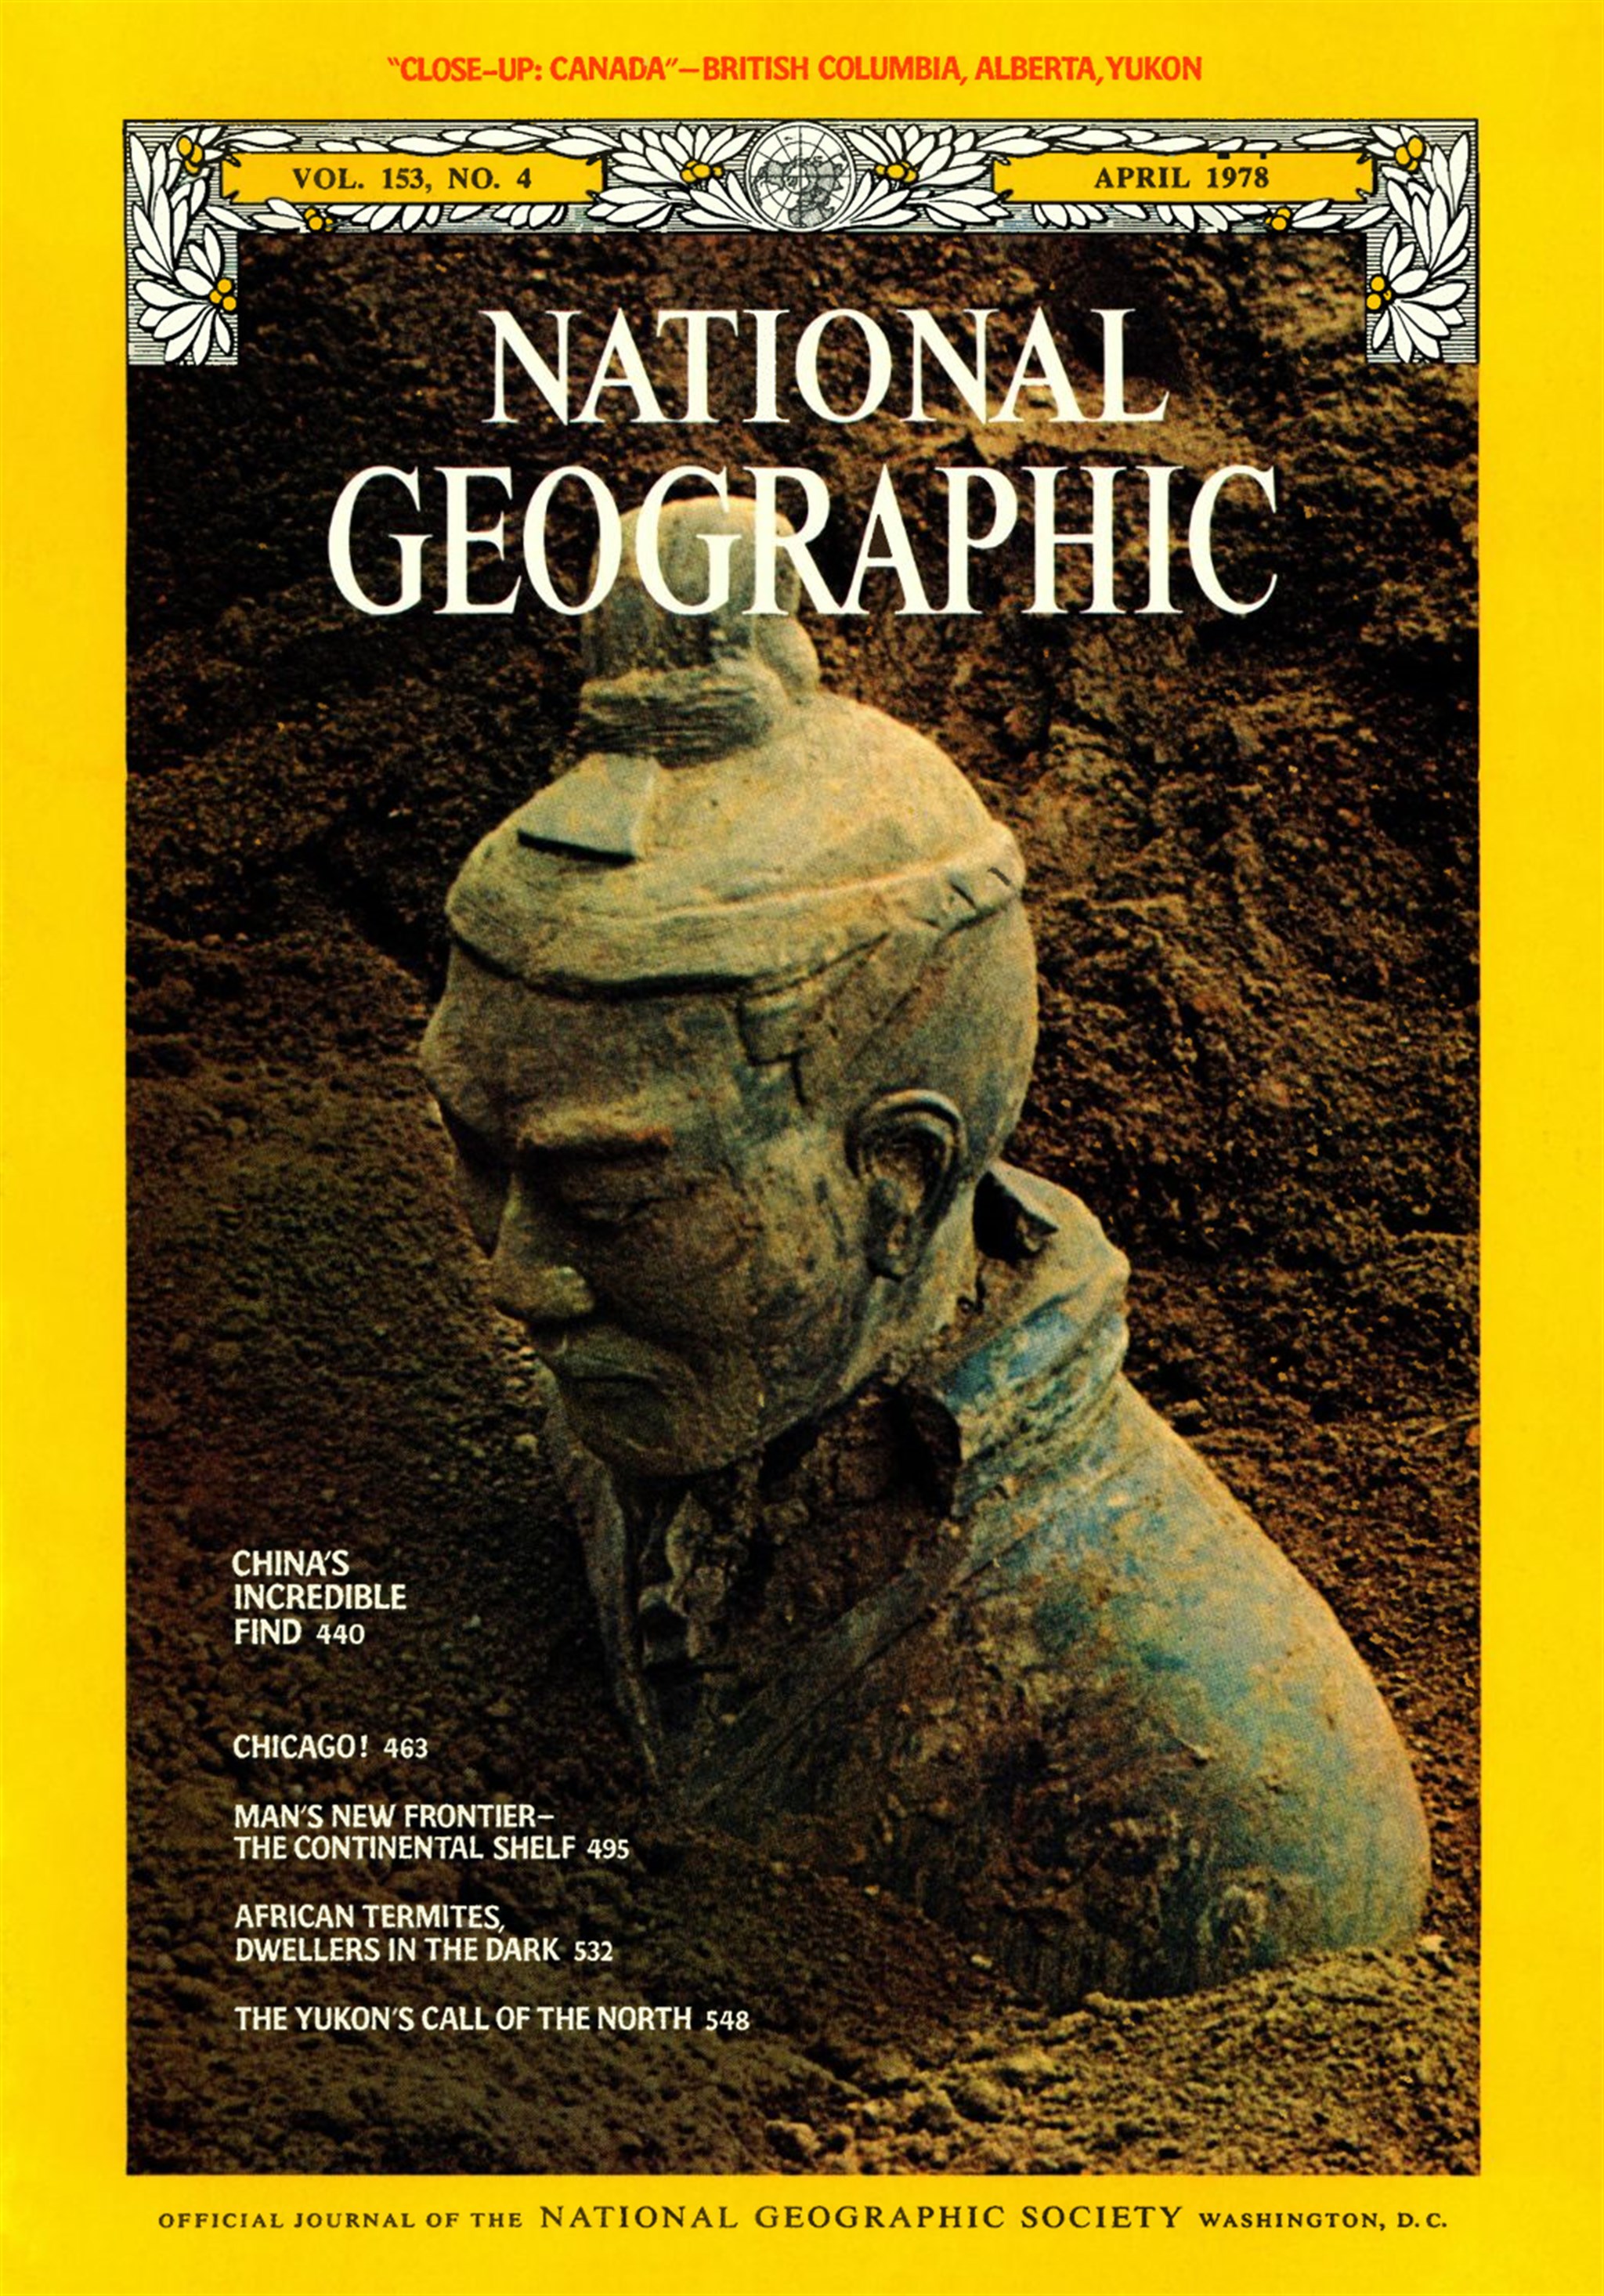 "CLOSE-UP: CANADA"—BRITISH COLUMBIA, ALBERTA, YUKON
VOL. 153, NO. 4
APRIL 1978
NATIONAL
GEOGRAPHIC
CHINA'S
INCREDIBLE
FIND 440
CHICAGO! 463
MAN'S NEW FRONTIER—
THE CONTINENTAL SHELF 495
AFRICAN TERMITES,
DWELLERS IN THE DARK 532
THE YUKON'S CALL OF THE NORTH 548
OFFICIAL JOURNAL OF THE NATIONAL GEOGRAPHIC SOCIETY WASHINGTON, D.C.